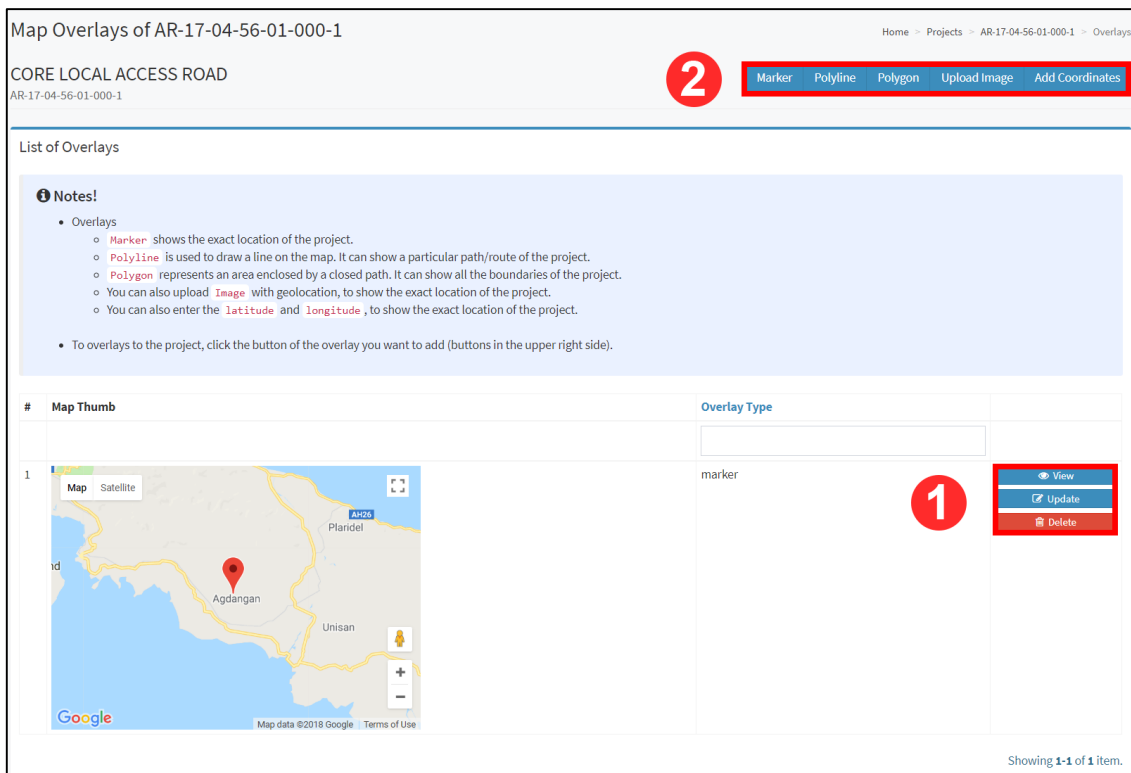 Map Overlays of AR-17-04-56-01-000-1
Home > Projects > AR-17-04-56-01-000-1 > Overlays
CORE LOCAL ACCESS ROAD
AR-17-04-56-01-000-1
2
Marker Polyline Polygon Upload Image Add Coordinates
List of Overlays
Notes!
• Overlays
Marker shows the exact location of the project.
Polyline is used to draw a line on the map. It can show a particular path/route of the project.
Polygon represents an area enclosed by a closed path. It can show all the boundaries of the project.
You can also upload Image with geolocation, to show the exact location of the project.
You can also enter the latitude and longitude , to show the exact location of the project.
• To overlays to the project, click the button of the overlay you want to add (buttons in the upper right side).
# Map Thumb Overlay Type
1
marker
1
View
Update
Delete
Map Satellite
AH26
Plaridel
nd
Agdangan
Unisan
+
−
Google
Map data ©2018 Google Terms of Use
Showing 1-1 of 1 item.